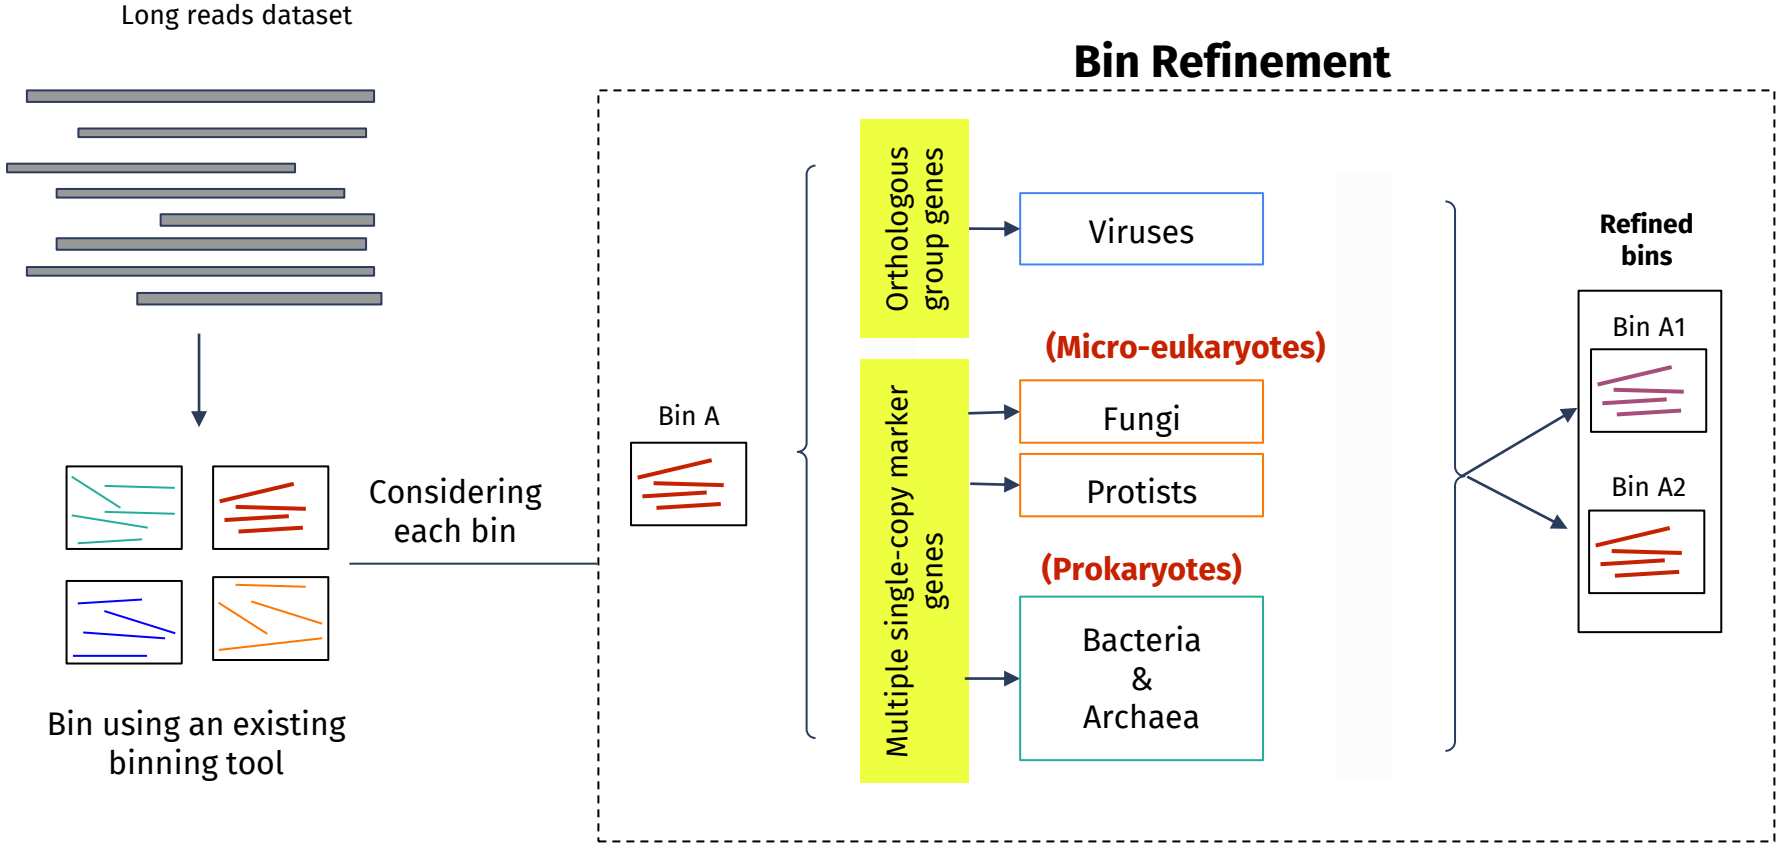 Long reads dataset
Bin using an existing
binning tool
Considering
each bin
Bin Refinement
Bin A
Orthologous
group genes
Viruses
Multiple single-copy marker
genes
(Micro-eukaryotes)
Fungi
Protists
(Prokaryotes)
Bacteria
&
Archaea
Refined
bins
Bin A1
Bin A2